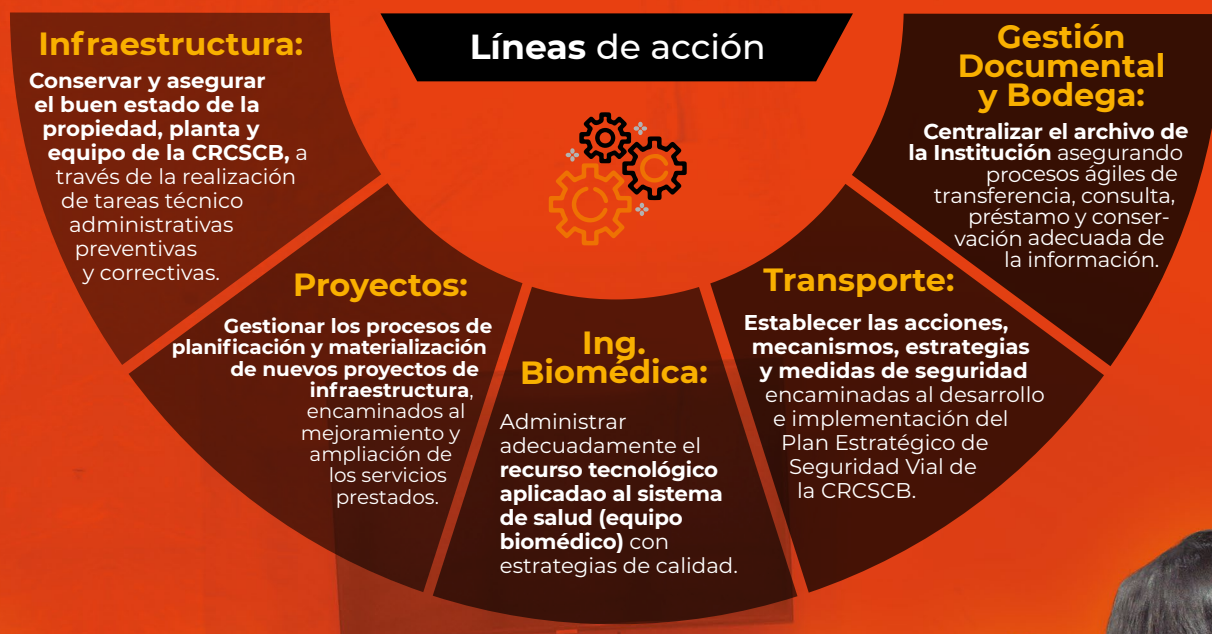 Líneas de acción
Infraestructura:
Conservar y asegurar
el buen estado de la
propiedad, planta y
equipo de la CRCSCB, a
través de la realización
de tareas técnico
administrativas
preventivas
y correctivas.
Proyectos:
Gestionar los procesos de
planificación y materialización
de nuevos proyectos de
infraestructura,
encaminados al
mejoramiento y
ampliación de
los servicios
prestados.
Ing.
Biomédica:
Administrar
adecuadamente el
recurso tecnológico
aplicadao al sistema
de salud (equipo
biomédico) con
estrategias de calidad.
Transporte:
Establecer las acciones,
mecanismos, estrategias
y medidas de seguridad
encaminadas al desarrollo
e implementación del
Plan Estratégico de
Seguridad Vial de
la CRCSCB.
Gestión
Documental
y Bodega:
Centralizar el archivo de
la Institución asegurando
procesos ágiles de
transferencia, consulta,
préstamo y conser-
vación adecuada de
la información.